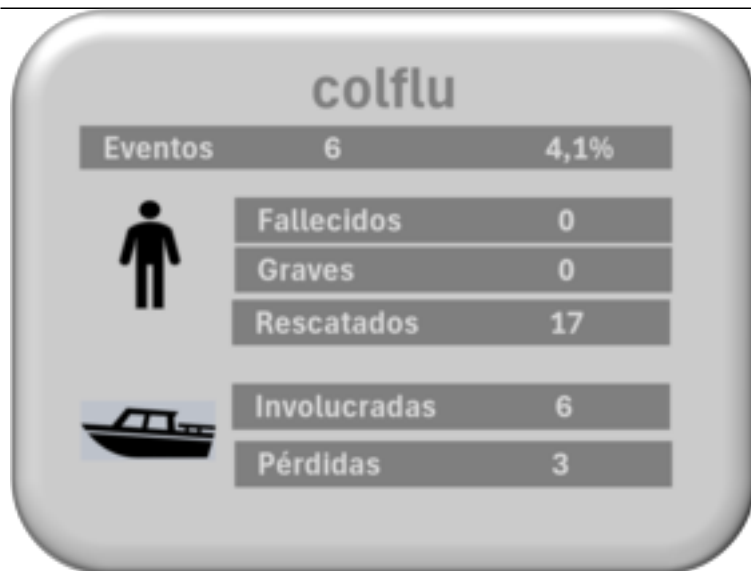 colflu
Eventos 6 4,1%
Fallecidos 0
Graves 0
Rescatados 17
Involucradas 6
Pérdidas 3